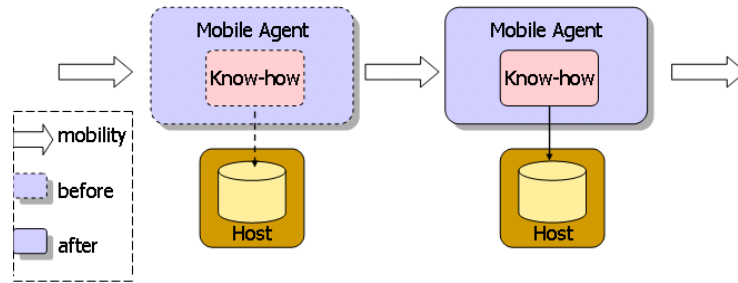 Mobile Agent
Know-how
Host
Mobile Agent
Know-how
Host
mobility
before
after